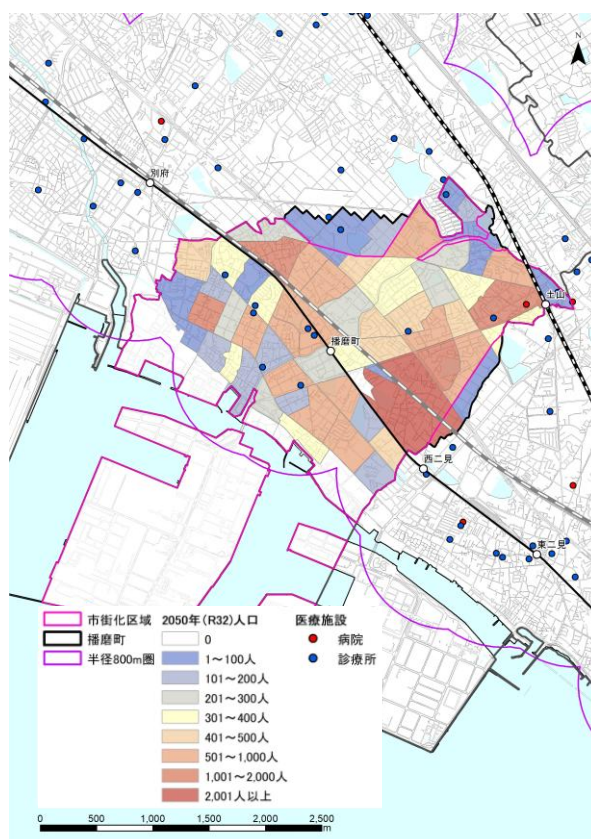 N
別府
土山
播磨町
西二見
東二見
市街化区域
播磨町
半径800m圏
2050年(R32)人口
0
1～100人
101～200人
201～300人
301～400人
401～500人
501～1,000人
1,001～2,000人
2,001人以上
医療施設
病院
診療所
0 500 1,000 1,500 2,000 2,500
m